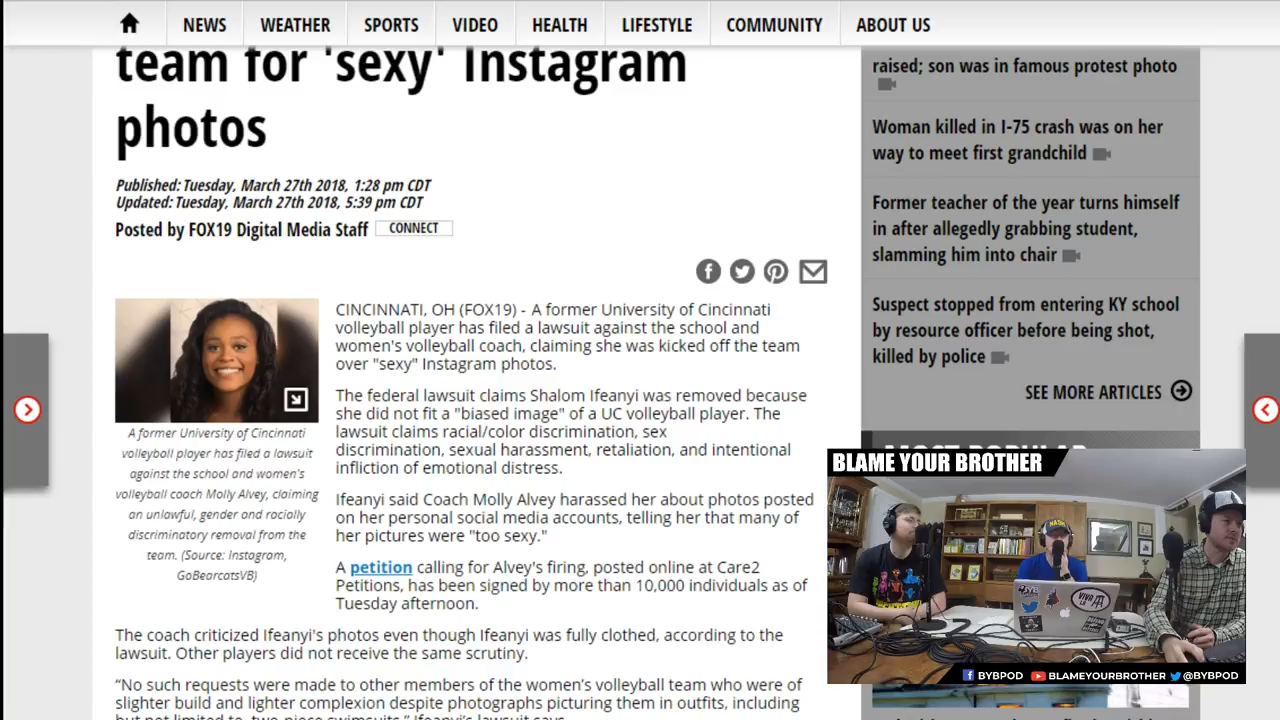 NEWS WEATHER SPORTS VIDEO HEALTH LIFESTYLE COMMUNITY ABOUT US
team for 'sexy' Instagram
photos
Published: Tuesday, March 27th 2018, 1:28 pm CDT
Updated: Tuesday, March 27th 2018, 5:39 pm CDT
Posted by FOX19 Digital Media Staff CONNECT
A former University of Cincinnati
volleyball player has filed a lawsuit
against the school and women's
volleyball coach Molly Alvey, claiming
an unlawful, gender and racially
discriminatory removal from the
team. (Source: Instagram,
GoBearcatsVB)
CINCINNATI, OH (FOX19) - A former University of Cincinnati
volleyball player has filed a lawsuit against the school and
women's volleyball coach, claiming she was kicked off the team
over "sexy" Instagram photos.
The federal lawsuit claims Shalom Ifeanyi was removed because
she did not fit a "biased image" of a UC volleyball player. The
lawsuit claims racial/color discrimination, sex
discrimination, sexual harassment, retaliation, and intentional
infliction of emotional distress.
Ifeanyi said Coach Molly Alvey harassed her about photos posted
on her personal social media accounts, telling her that many of
her pictures were "too sexy."
A petition calling for Alvey's firing, posted online at Care2
Petitions, has been signed by more than 10,000 individuals as of
Tuesday afternoon.
The coach criticized Ifeanyi's photos even though Ifeanyi was fully clothed, according to the
lawsuit. Other players did not receive the same scrutiny.
“No such requests were made to other members of the women’s volleyball team who were of
slighter build and lighter complexion despite photographs picturing them in outfits, including
but not limited to, two-piece swimsuits,” Ifeanyi's lawsuit says.
raised; son was in famous protest photo
Woman killed in I-75 crash was on her
way to meet first grandchild
Former teacher of the year turns himself
in after allegedly grabbing student,
slamming him into chair
Suspect stopped from entering KY school
by resource officer before being shot,
killed by police
SEE MORE ARTICLES
MOST POPULAR
BLAME YOUR BROTHER
BYBPOD BLAMEYOURBROTHER @BYBPOD